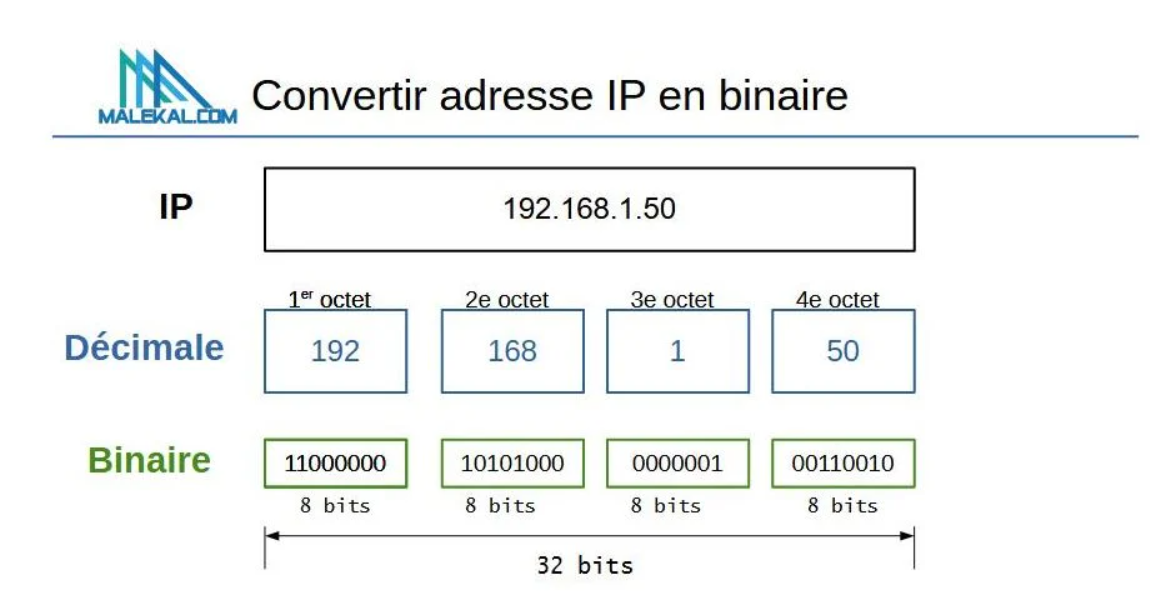 MALEKAL.COM
Convertir adresse IP en binaire
IP
192.168.1.50
1er octet 2e octet 3e octet 4e octet
Décimale 192 168 1 50
Binaire 11000000 10101000 0000001 00110010
8 bits 8 bits 8 bits 8 bits
32 bits